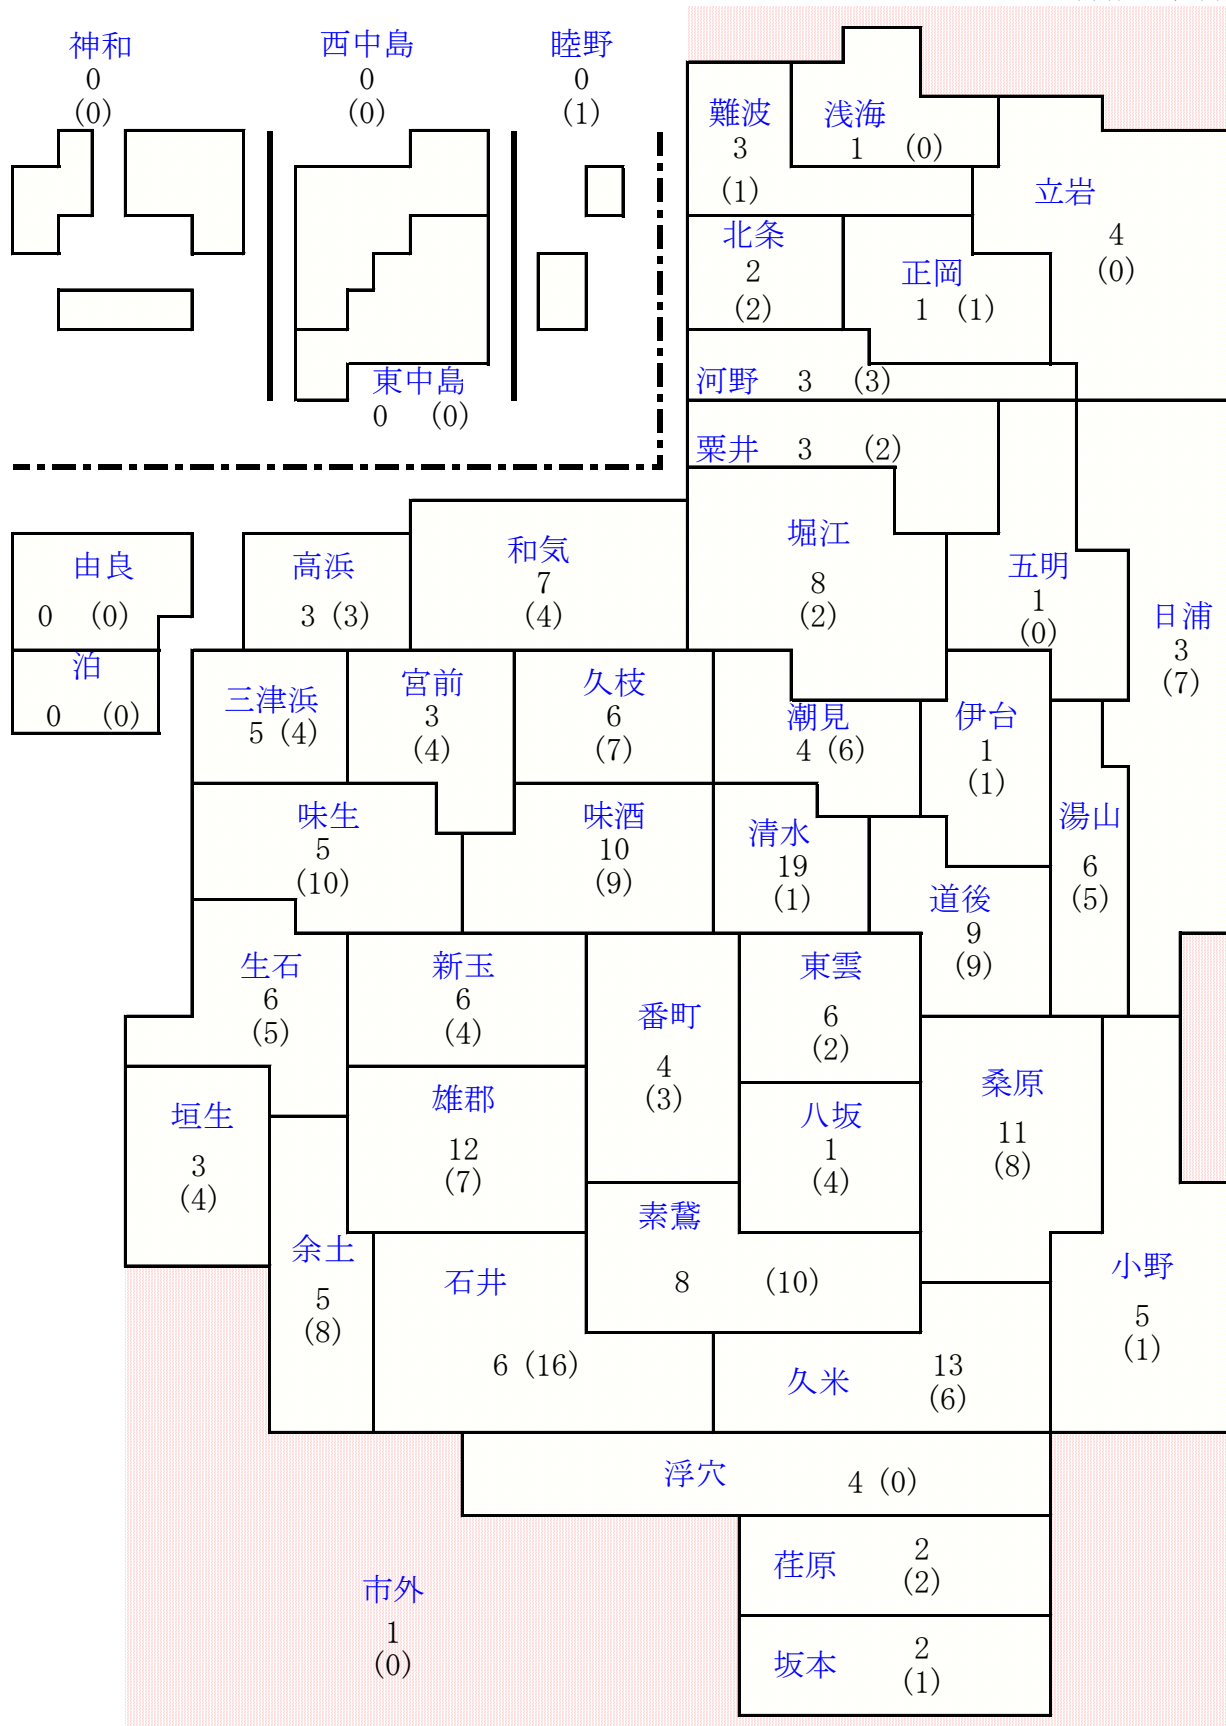 神和
0
(0)
西中島
0
(0)
睦野
0
(1)
東中島
0 (0)
難波
3
(1)
浅海
1 (0)
立岩
4
(0)
北条
2
(2)
正岡
1 (1)
河野 3 (3)
粟井 3 (2)
堀江
8
(2)
五明
1
(0)
日浦
3
(7)
由良
0 (0)
泊
0 (0)
高浜
3 (3)
和気
7
(4)
三津浜
5 (4)
宮前
3
(4)
久枝
6
(7)
潮見
4 (6)
伊台
1
(1)
湯山
6
(5)
味生
5
(10)
味酒
10
(9)
清水
19
(1)
道後
9
(9)
生石
6
(5)
新玉
6
(4)
番町
4
(3)
東雲
6
(2)
桑原
11
(8)
垣生
3
(4)
雄郡
12
(7)
八坂
1
(4)
素鵞
8 (10)
余土
5
(8)
石井
6 (16)
小野
5
(1)
久米
13
(6)
浮穴 4 (0)
荏原
2
(2)
坂本
2
(1)
市外
1
(0)